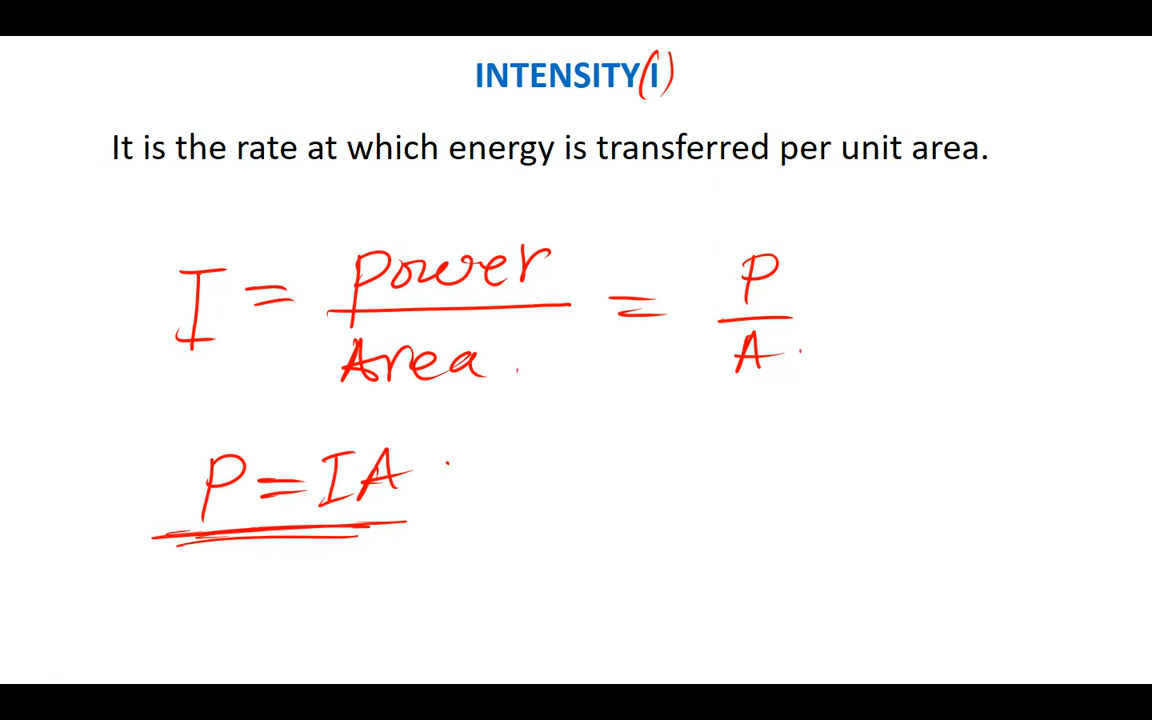 INTENSITY(I)
It is the rate at which energy is transferred per unit area.
I = Power / Area = P / A
P = IA